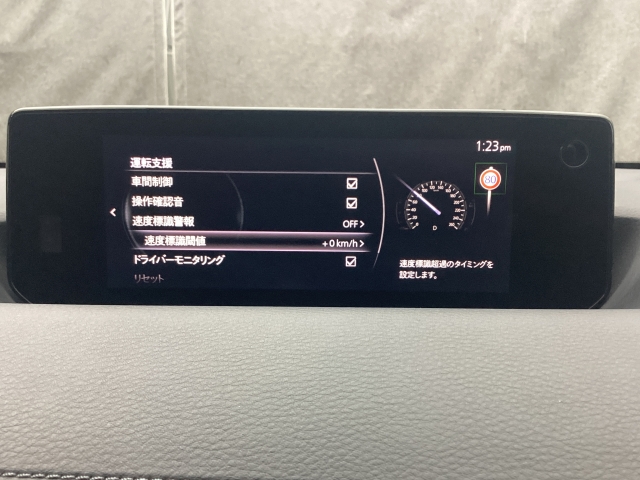 1:23pm
運転支援
車間制御
操作確認音
速度標識警報 OFF
速度標識閾値 +0km/h
ドライバーモニタリング
リセット
80
D
速度標識超過のタイミングを
設定します。